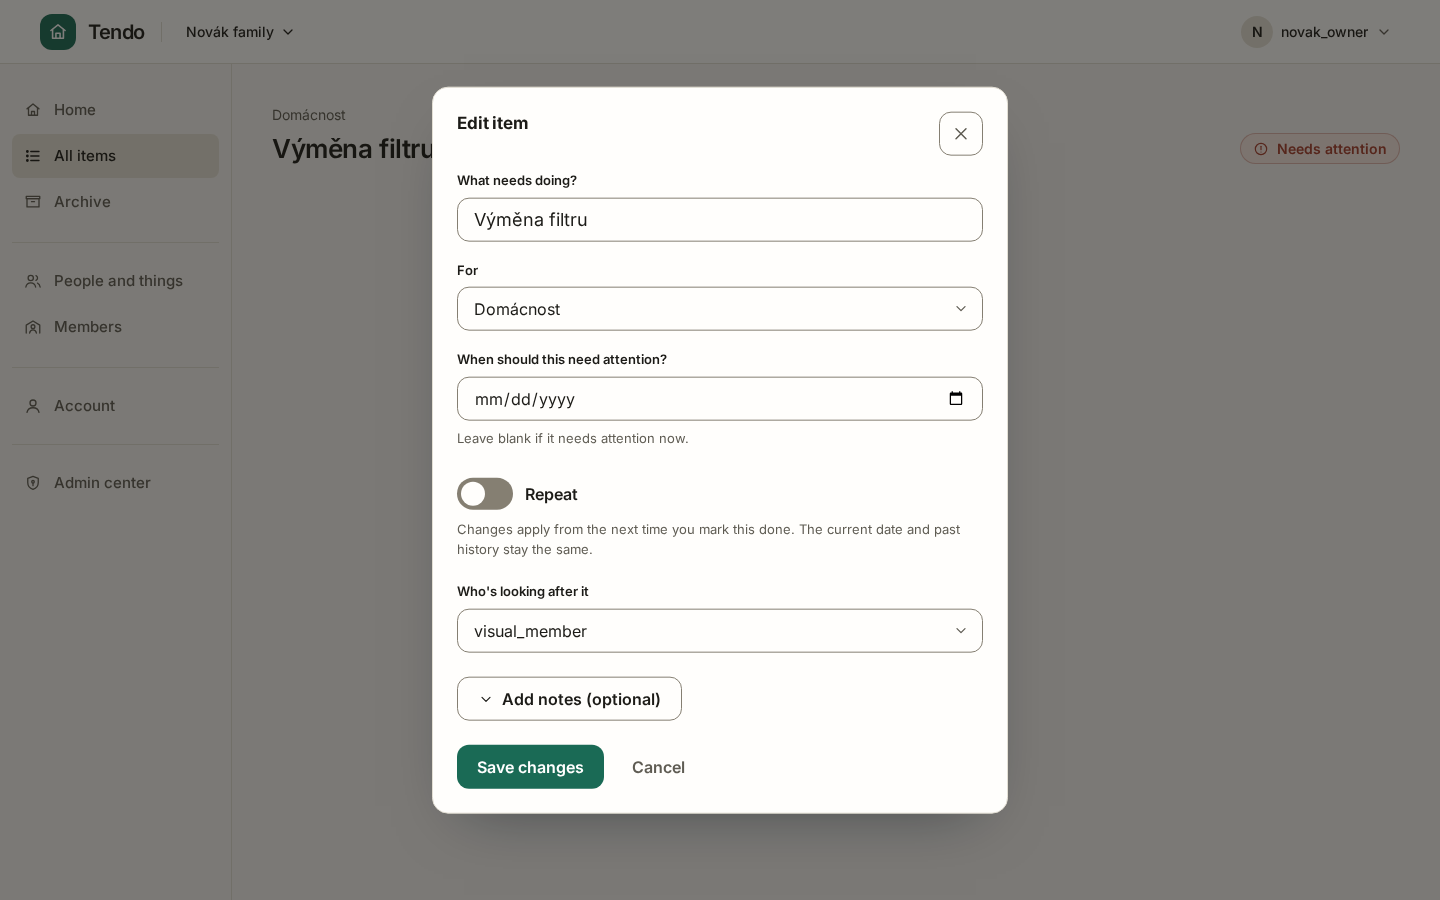 Tendo
Novák family
N
novak_owner
Home
All items
Archive
People and things
Members
Account
Admin center
Domácnost
Výměna filtru
Needs attention
Edit item
What needs doing?
Výměna filtru
For
Domácnost
When should this need attention?
mm/dd/yyyy
Leave blank if it needs attention now.
Repeat
Changes apply from the next time you mark this done. The current date and past
history stay the same.
Who's looking after it
visual_member
Add notes (optional)
Save changes
Cancel